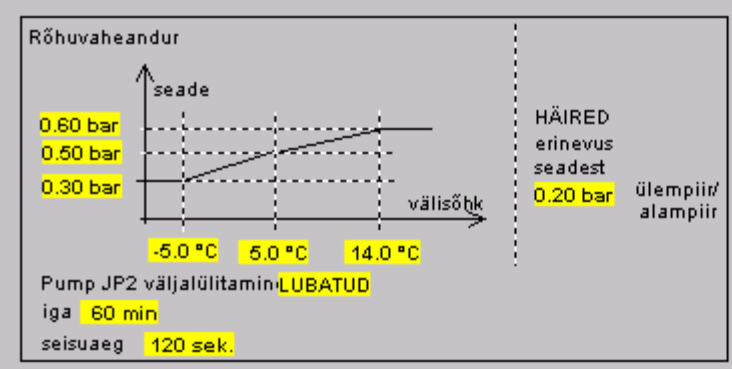 Rõhuvaheandur
seade
0.60 bar
0.50 bar
0.30 bar
välisõhk
-5.0 °C 5.0 °C 14.0 °C
HÄIRED
erinevus
seadest
0.20 bar
ülempiir/
alampiir
Pump JP2 väljalülitamin LUBATUD
iga 60 min
seisuaeg 120 sek.